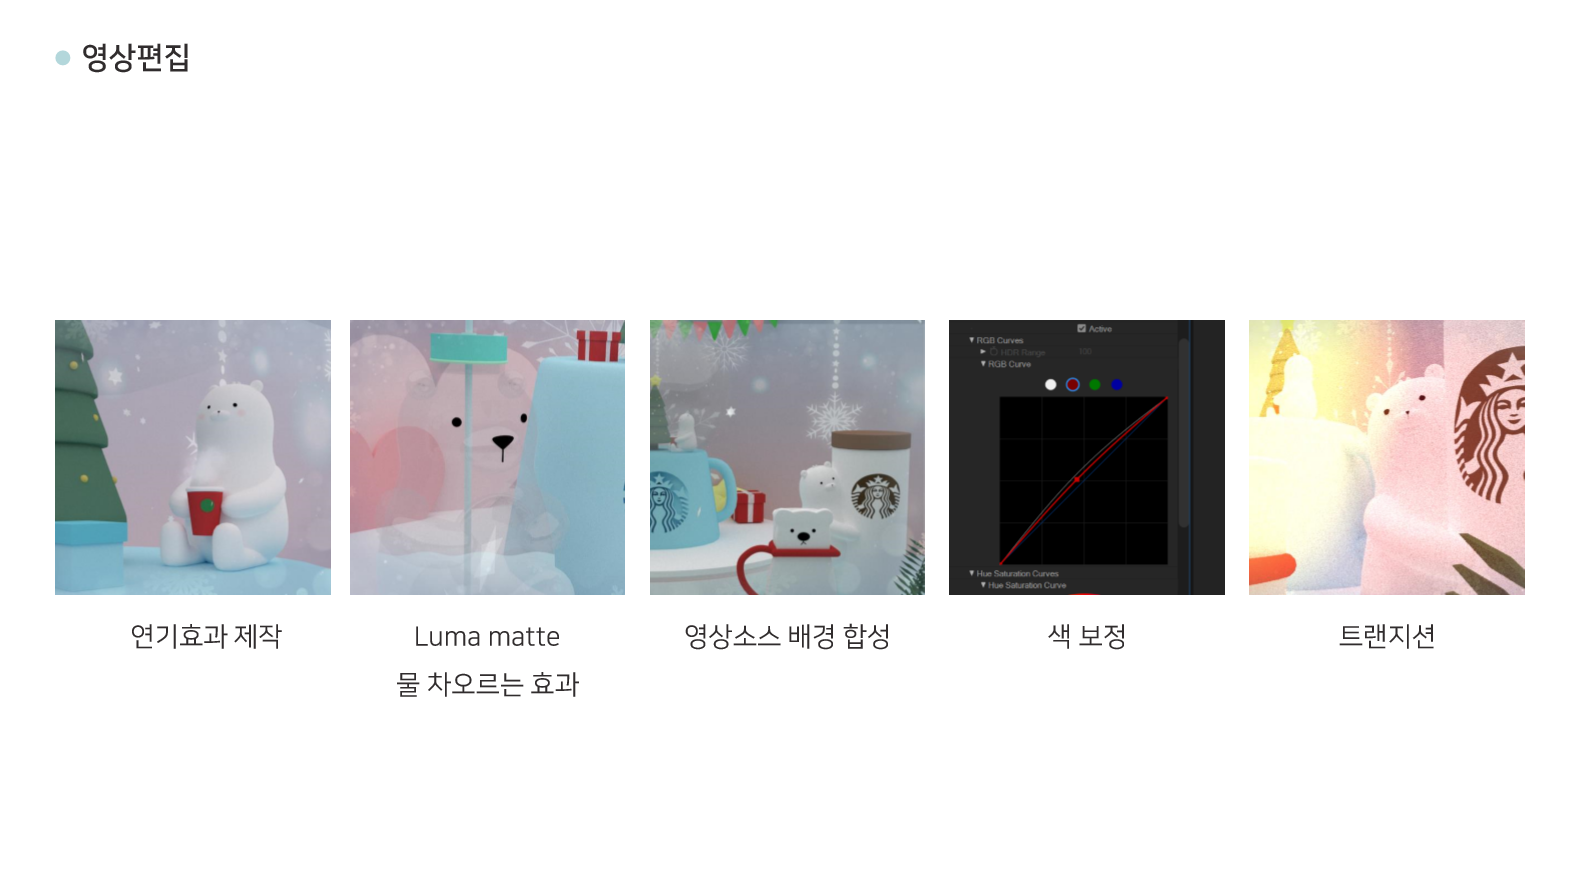 영상편집
Active
RGB Curves
HDR Range 100
RGB Curve
Hue Saturation Curves
Hue Saturation Curve
연기효과 제작
Luma matte
물 차오르는 효과
영상소스 배경 합성
색 보정
트랜지션